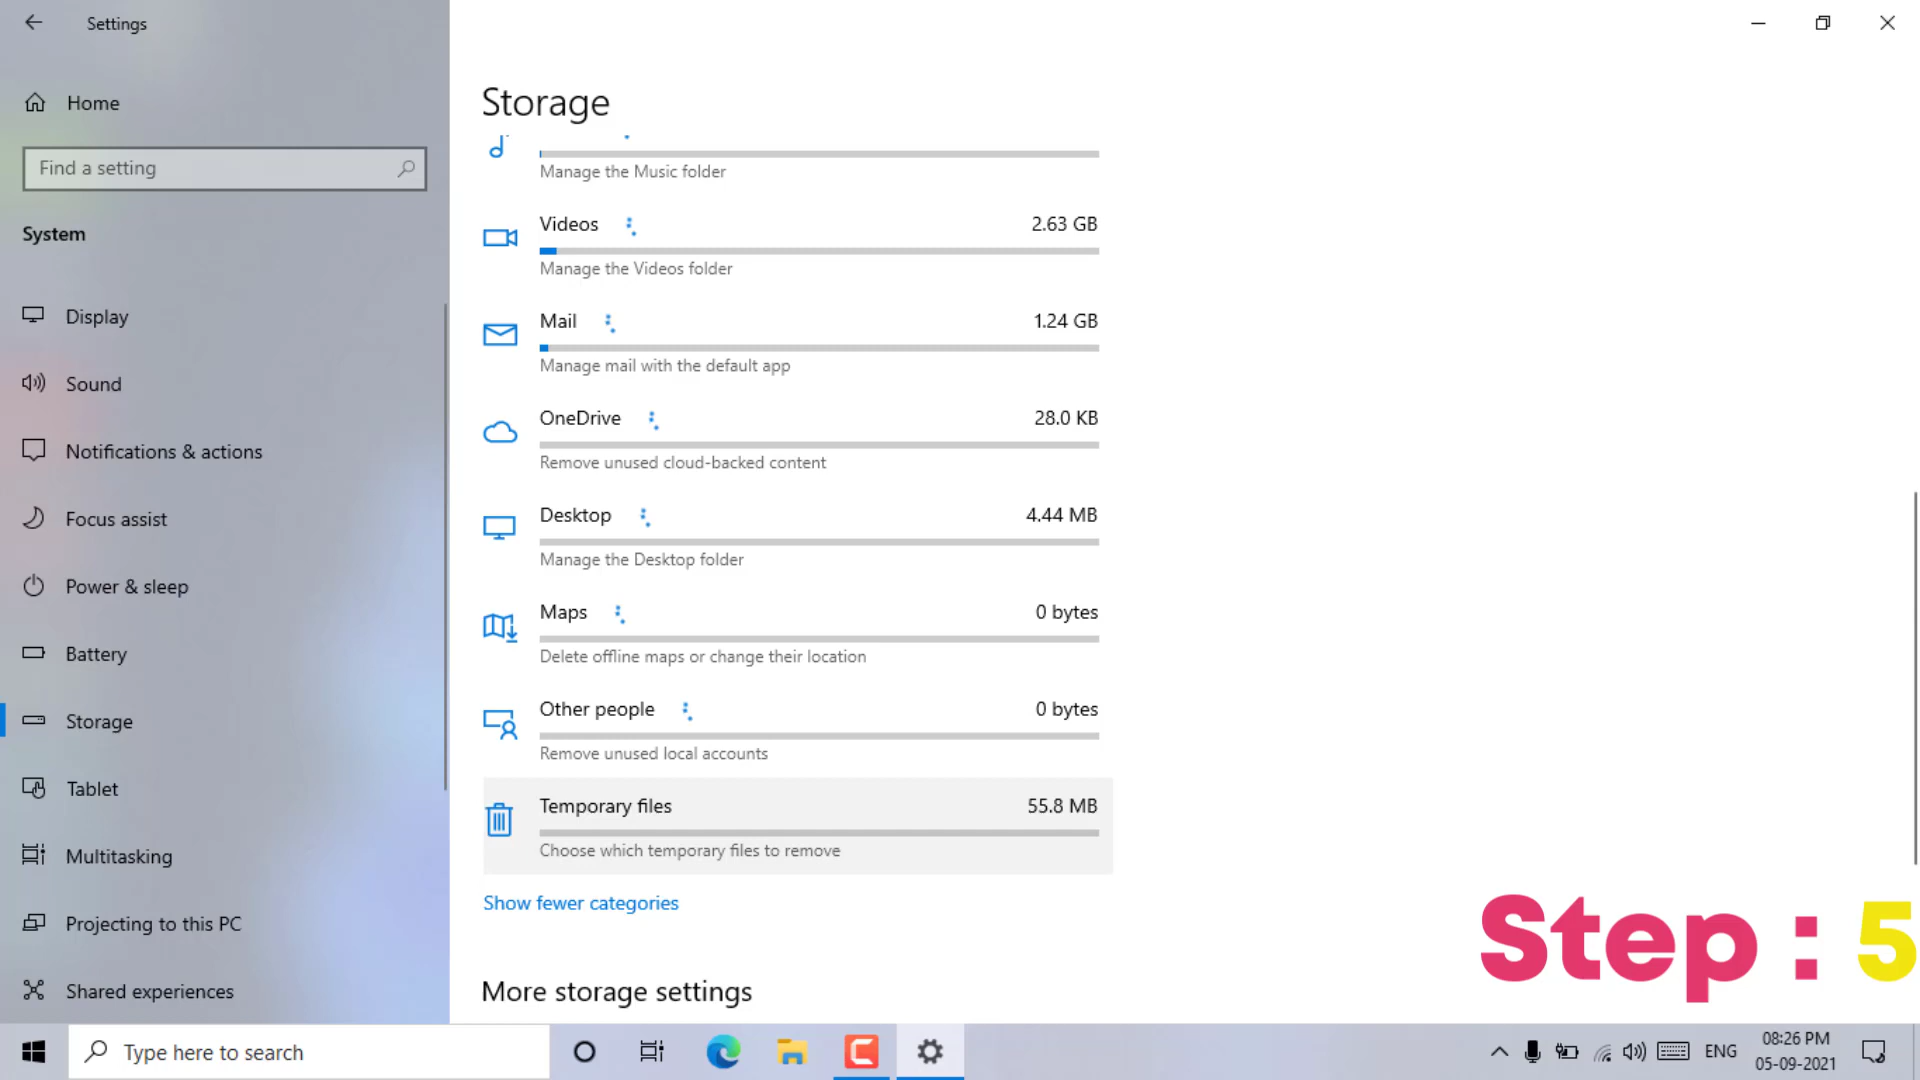 Settings
Home
Find a setting
System
Display
Sound
Notifications & actions
Focus assist
Power & sleep
Battery
Storage
Tablet
Multitasking
Projecting to this PC
Shared experiences
Storage
Manage the Music folder
Videos 2.63 GB
Manage the Videos folder
Mail 1.24 GB
Manage mail with the default app
OneDrive 28.0 KB
Remove unused cloud-backed content
Desktop 4.44 MB
Manage the Desktop folder
Maps 0 bytes
Delete offline maps or change their location
Other people 0 bytes
Remove unused local accounts
Temporary files 55.8 MB
Choose which temporary files to remove
Show fewer categories
More storage settings
Step : 5
Type here to search
ENG
08:26 PM
05-09-2021